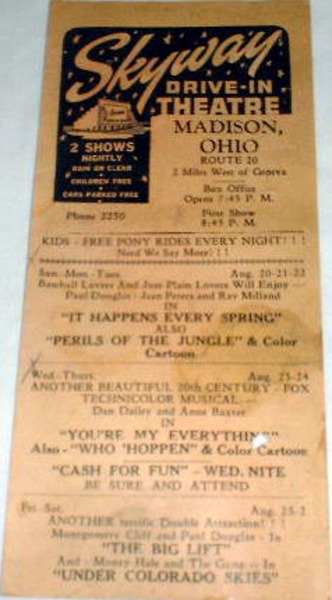 Skyway
DRIVE-IN
THEATRE
MADISON,
OHIO
ROUTE 20
2 Miles West of Geneva
2 SHOWS
NIGHTLY
RAIN OR CLEAR
CHILDREN FREE
CARS PARKED FREE
Box Office
Opens 7:45 P. M.
Phone 2250
First Show
8:45 P. M.
KIDS - FREE PONY RIDES EVERY NIGHT!!!
Need We Say More!!!
Sun. Mon - Tues. Aug. 20-21-22
Baseball Lovers And Just Plain Lovers Will Enjoy —
Paul Douglas - Jean Peters and Ray Milland
IN
"IT HAPPENS EVERY SPRING"
ALSO
"PERILS OF THE JUNGLE" & Color
Cartoon
Wed. Thurs. Aug. 23-24
ANOTHER BEAUTIFUL 20th CENTURY - FOX
TECHNICOLOR MUSICAL —
Dan Dailey and Anne Baxter
IN
"YOU'RE MY EVERYTHING"
Also - "WHO 'HOPPEN" & Color Cartoon
"CASH FOR FUN" - WED. NITE
BE SURE AND ATTEND
Fri. Sat. Aug. 25-2
ANOTHER terrific Double Attraction! ! !
Montgomery Clift and Paul Douglas - In
"THE BIG LIFT"
And - Monty Hale and The Gang - In
"UNDER COLORADO SKIES"